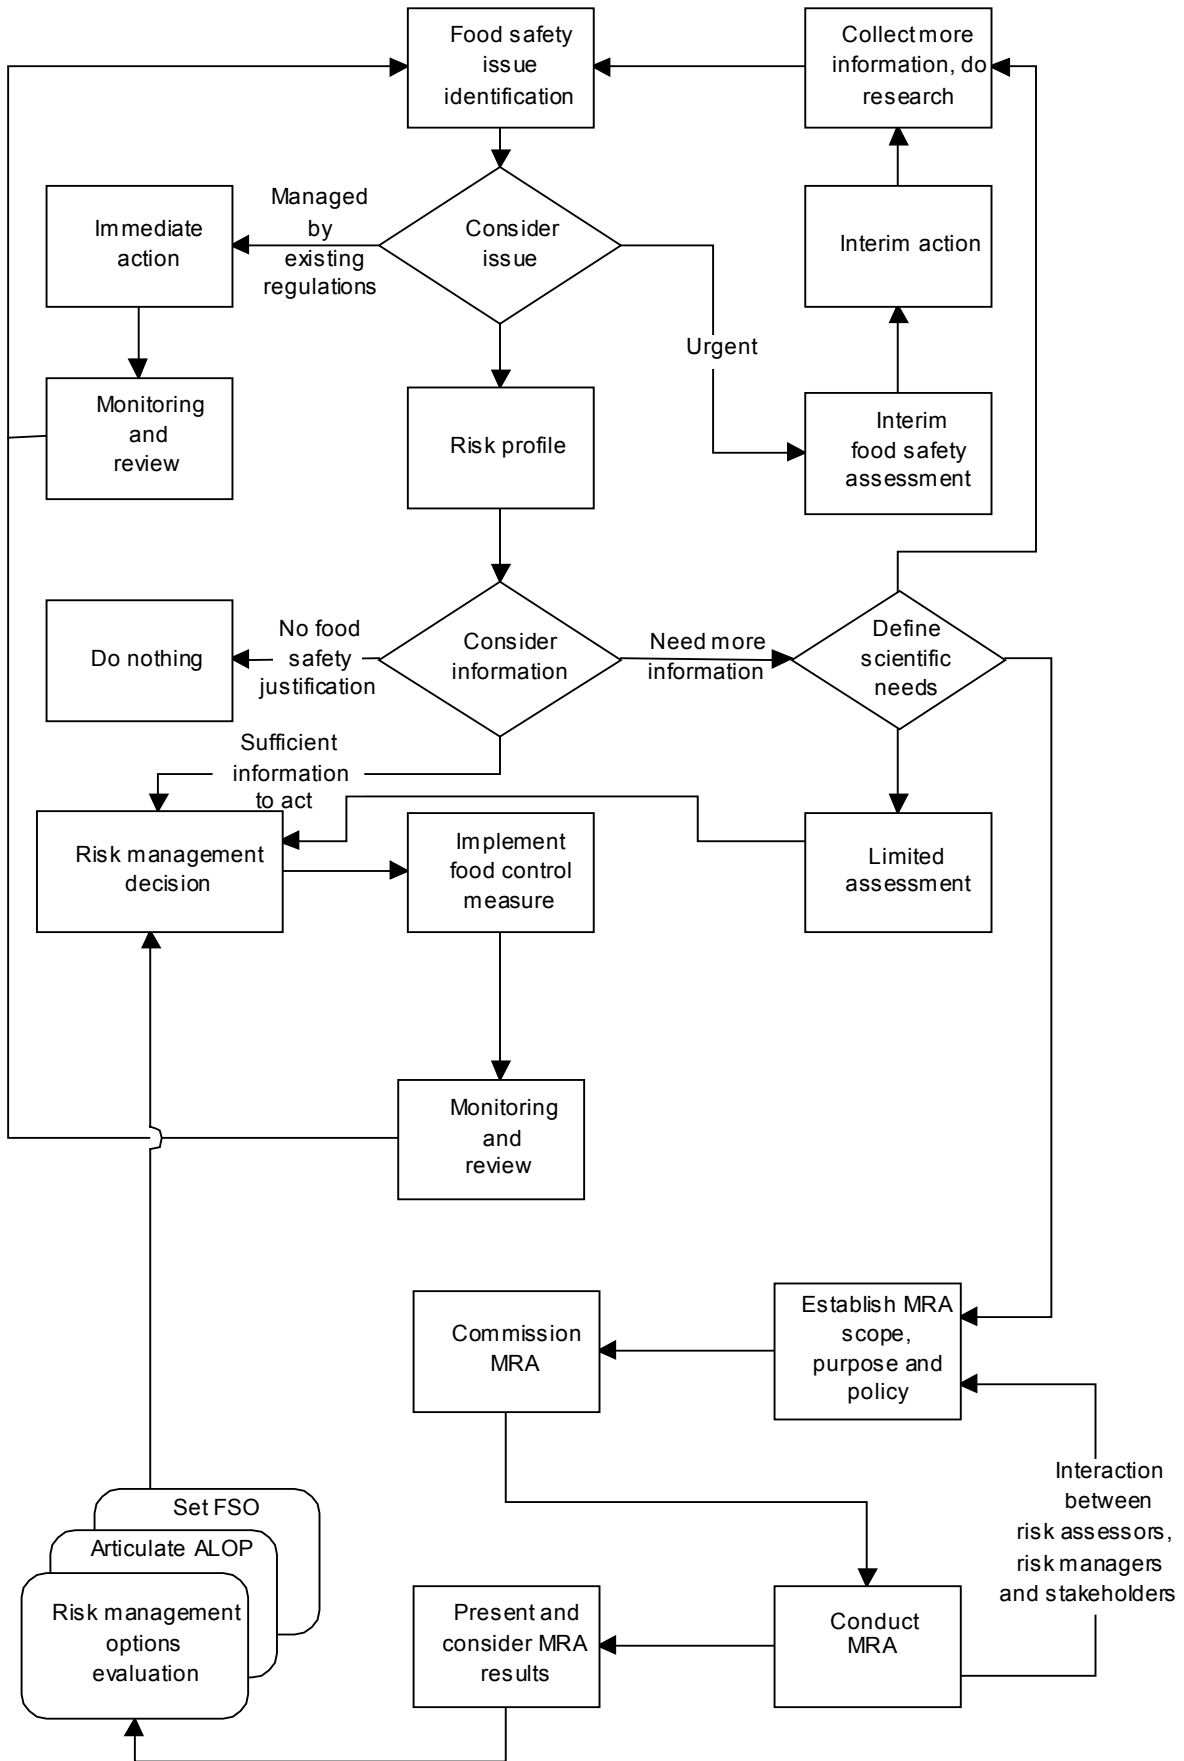 Food safety
issue
identification
Collect more
information, do
research
Managed
by
existing
regulations
Immediate
action
Consider
issue
Interim action
Urgent
Monitoring
and
review
Risk profile
Interim
food safety
assessment
Do nothing
No food
safety
justification
Consider
information
Need more
information
Define
scientific
needs
Sufficient
information
to act
Risk management
decision
Implement
food control
measure
Limited
assessment
Monitoring
and
review
Commission
MRA
Establish MRA
scope,
purpose and
policy
Interaction
between
risk assessors,
risk managers
and stakeholders
Set FSO
Articulate ALOP
Risk management
options
evaluation
Present and
consider MRA
results
Conduct
MRA